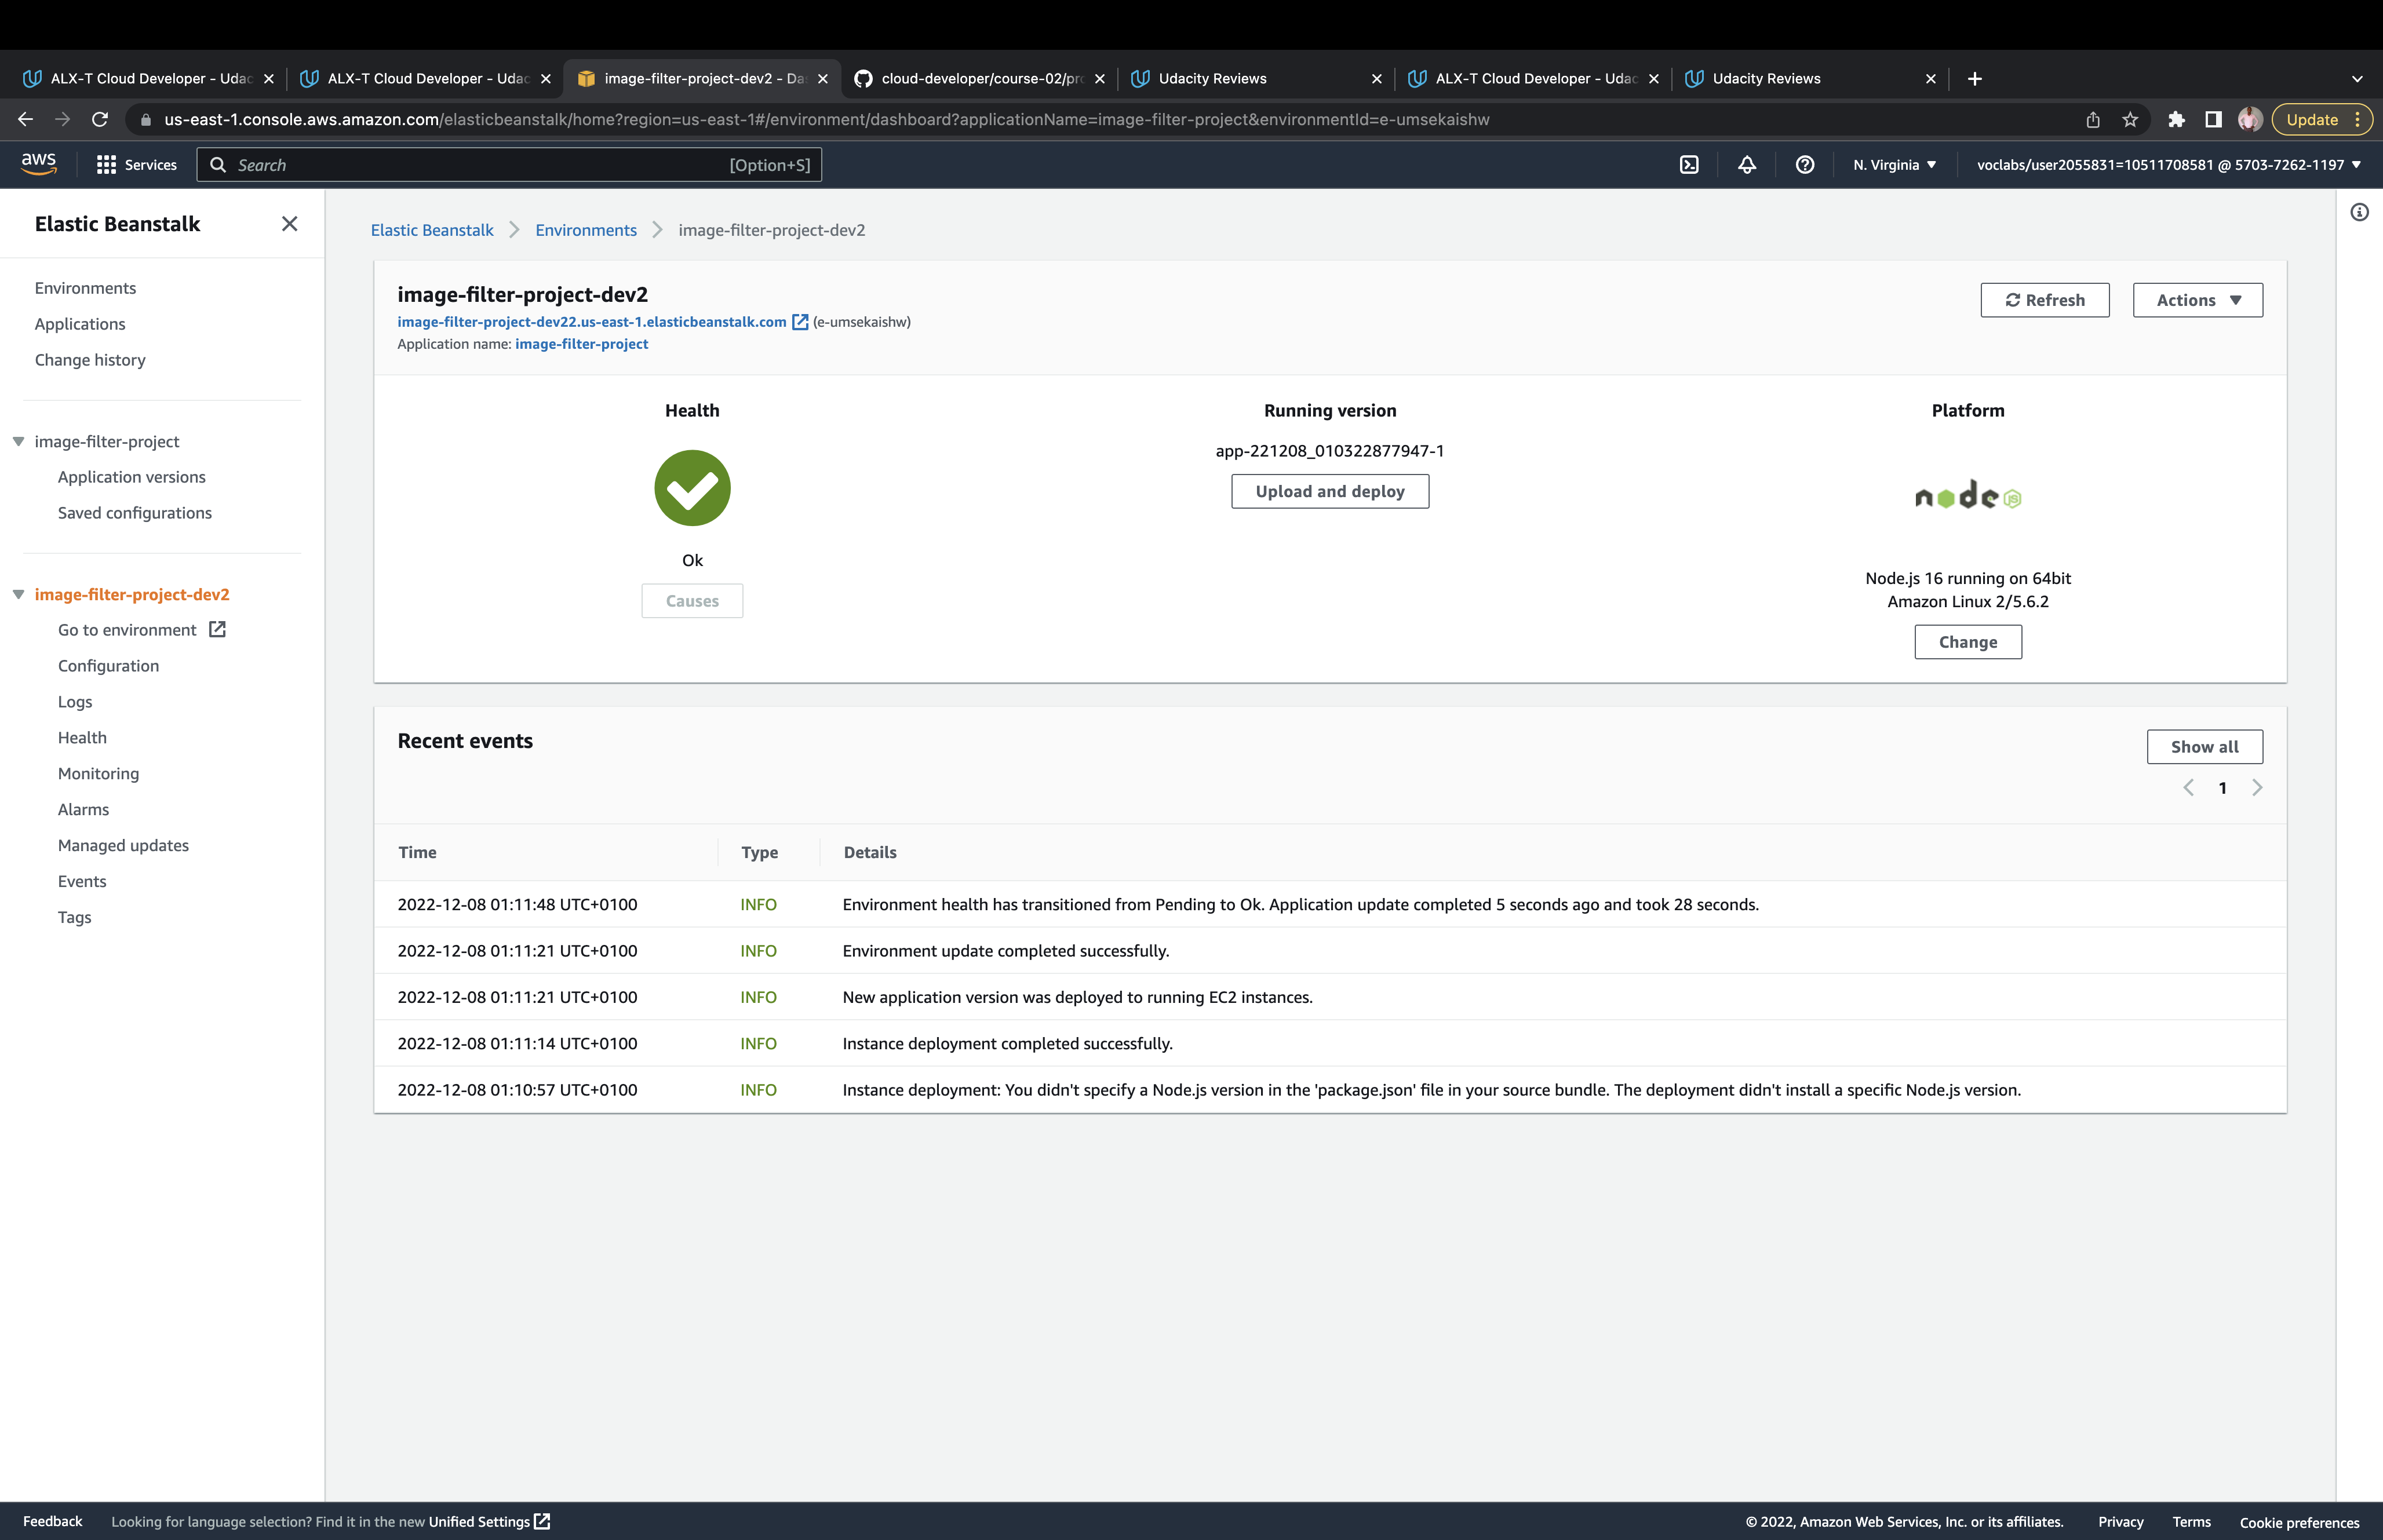 ALX-T Cloud Developer - Udac
ALX-T Cloud Developer - Udac
image-filter-project-dev2 - Da
cloud-developer/course-02/pro
Udacity Reviews
ALX-T Cloud Developer - Udac
Udacity Reviews
us-east-1.console.aws.amazon.com/elasticbeanstalk/home?region=us-east-1#/environment/dashboard?applicationName=image-filter-project&environmentId=e-umsekaishw
Update
aws
Services
Search
[Option+S]
N. Virginia
voclabs/user2055831=10511708581 @ 5703-7262-1197
Elastic Beanstalk
Environments
Applications
Change history
image-filter-project
Application versions
Saved configurations
image-filter-project-dev2
Go to environment
Configuration
Logs
Health
Monitoring
Alarms
Managed updates
Events
Tags
Elastic Beanstalk
Environments
image-filter-project-dev2
image-filter-project-dev2
image-filter-project-dev22.us-east-1.elasticbeanstalk.com (e-umsekaishw)
Application name: image-filter-project
Refresh
Actions
Health
Ok
Causes
Running version
app-221208_010322877947-1
Upload and deploy
Platform
node JS
Node.js 16 running on 64bit
Amazon Linux 2/5.6.2
Change
Recent events
Show all
1
Time Type Details
2022-12-08 01:11:48 UTC+0100 INFO Environment health has transitioned from Pending to Ok. Application update completed 5 seconds ago and took 28 seconds.
2022-12-08 01:11:21 UTC+0100 INFO Environment update completed successfully.
2022-12-08 01:11:21 UTC+0100 INFO New application version was deployed to running EC2 instances.
2022-12-08 01:11:14 UTC+0100 INFO Instance deployment completed successfully.
2022-12-08 01:10:57 UTC+0100 INFO Instance deployment: You didn't specify a Node.js version in the 'package.json' file in your source bundle. The deployment didn't install a specific Node.js version.
Feedback
Looking for language selection? Find it in the new Unified Settings
© 2022, Amazon Web Services, Inc. or its affiliates.
Privacy
Terms
Cookie preferences